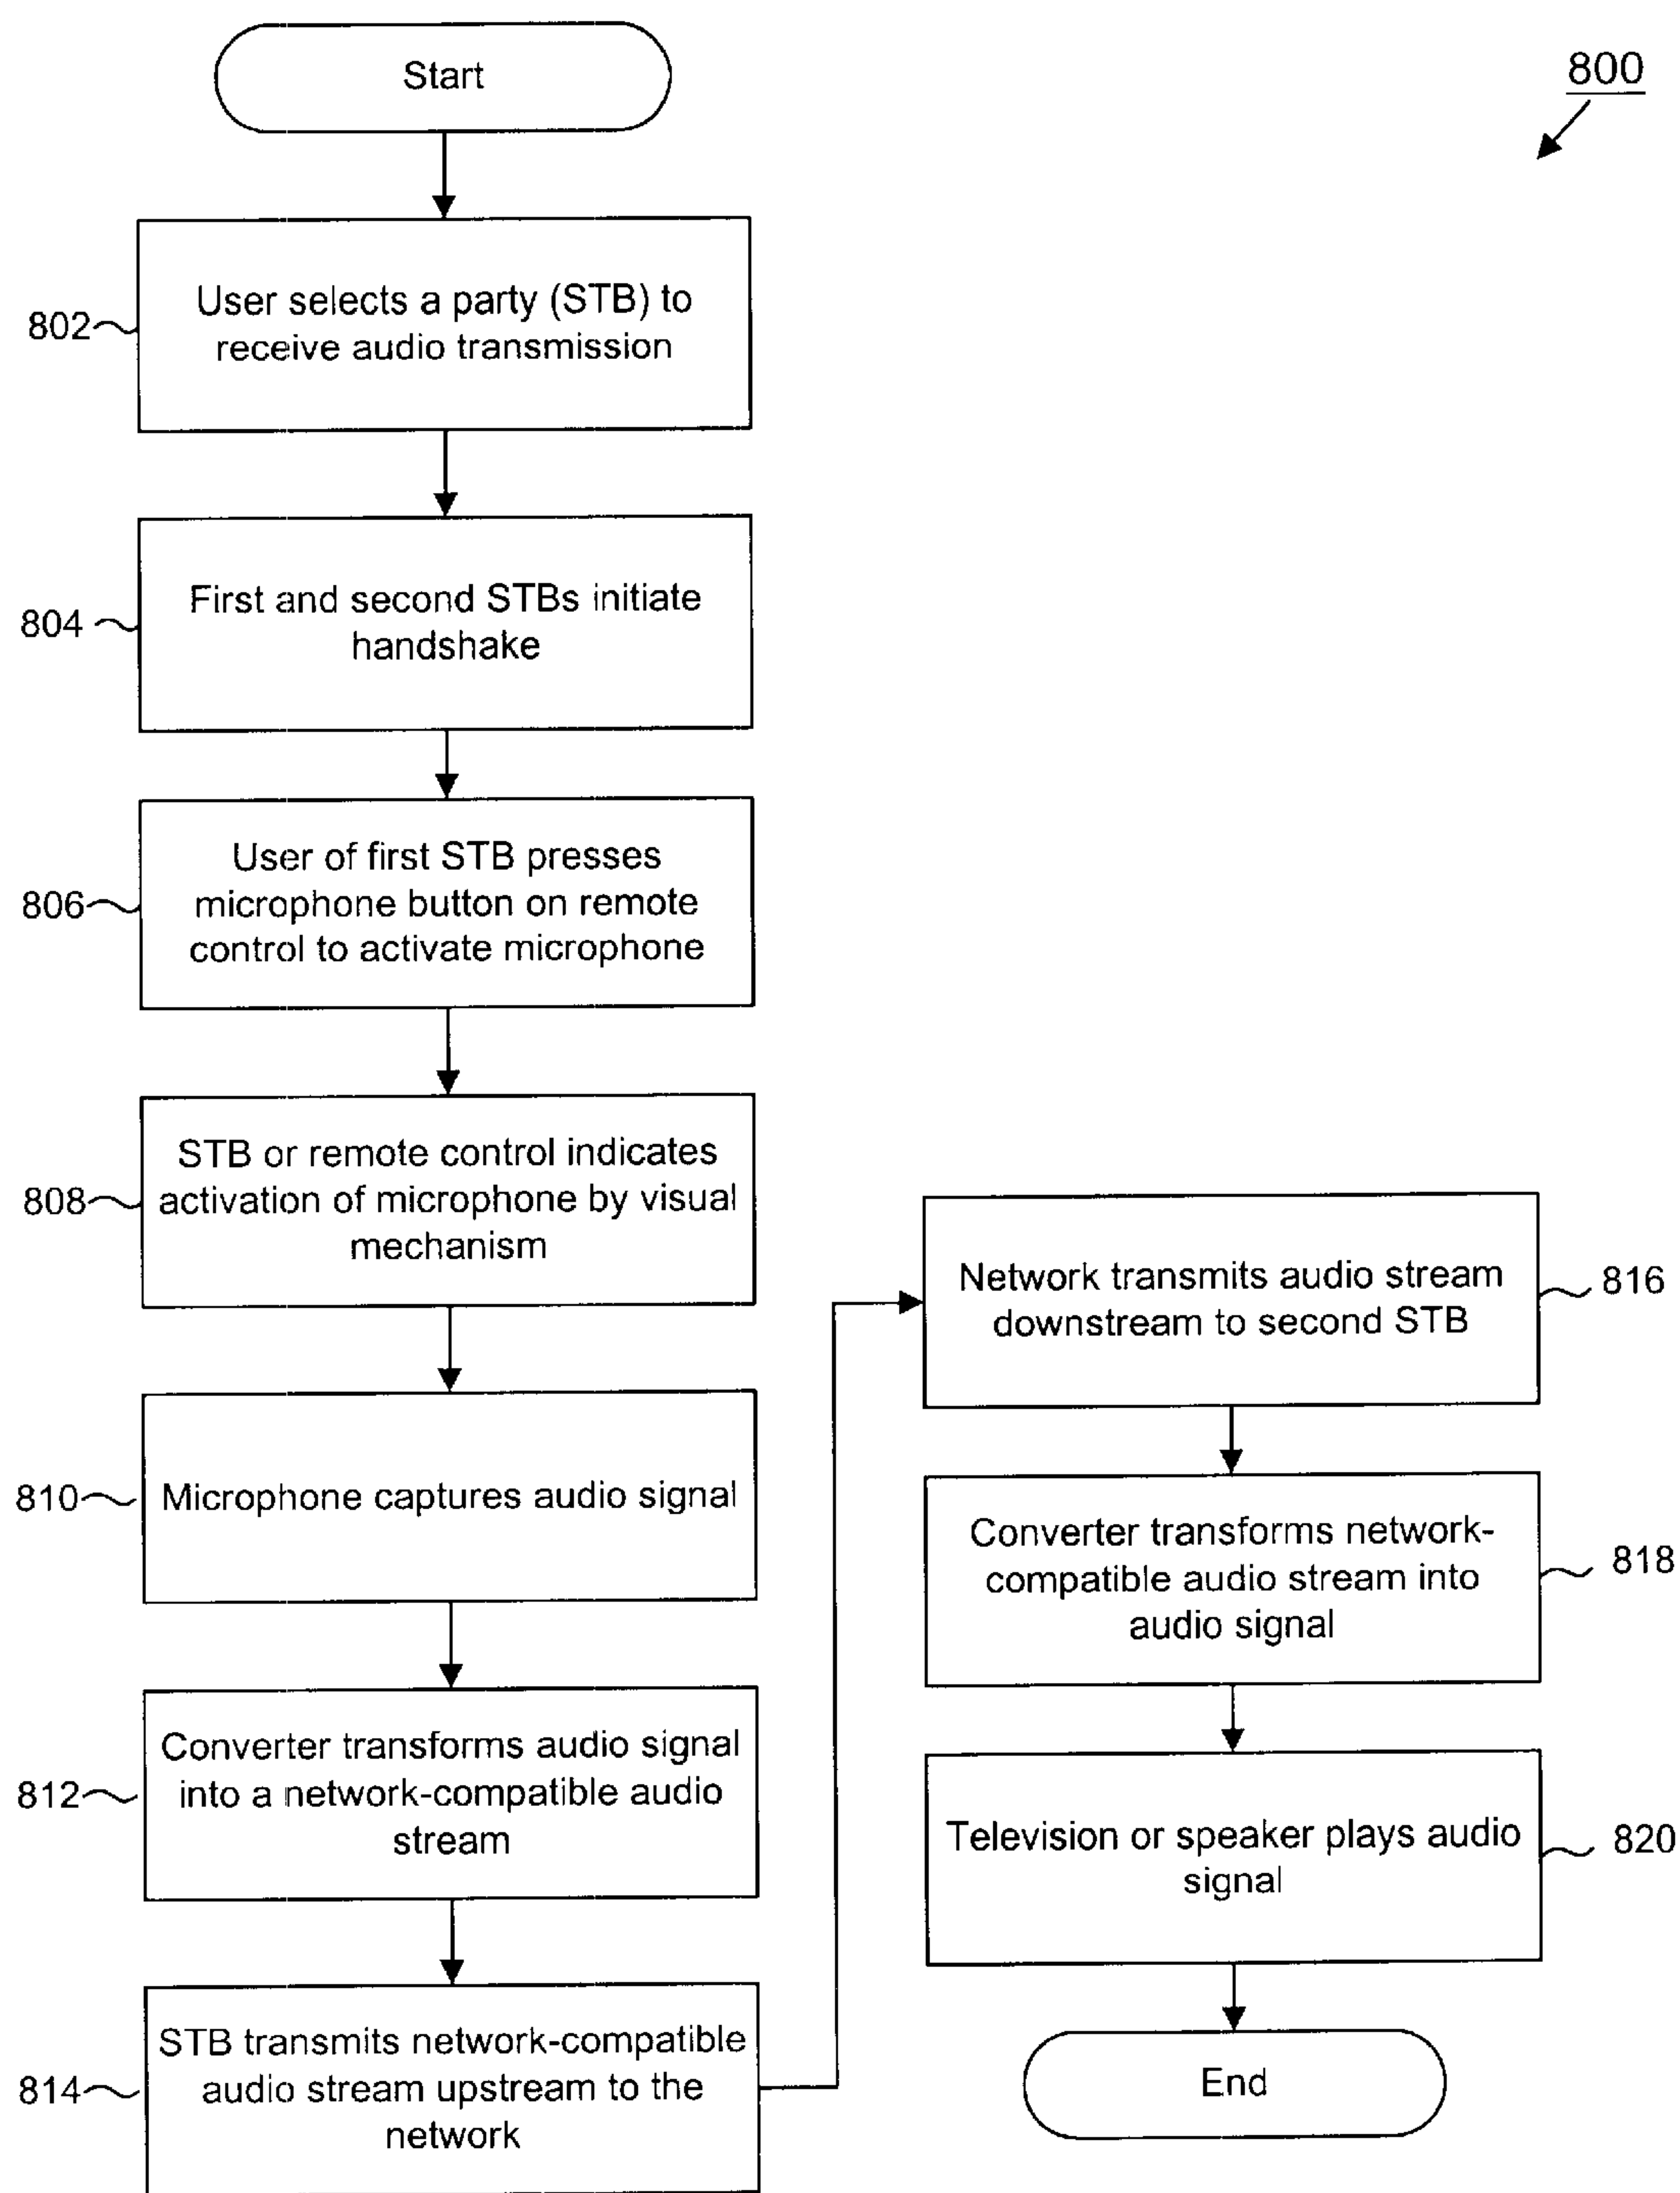 Start
800
802
User selects a party (STB) to
receive audio transmission
804
First and second STBs initiate
handshake
806
User of first STB presses
microphone button on remote
control to activate microphone
808
STB or remote control indicates
activation of microphone by visual
mechanism
810
Microphone captures audio signal
812
Converter transforms audio signal
into a network-compatible audio
stream
814
STB transmits network-compatible
audio stream upstream to the
network
Network transmits audio stream
downstream to second STB
816
Converter transforms network-
compatible audio stream into
audio signal
818
Television or speaker plays audio
signal
820
End